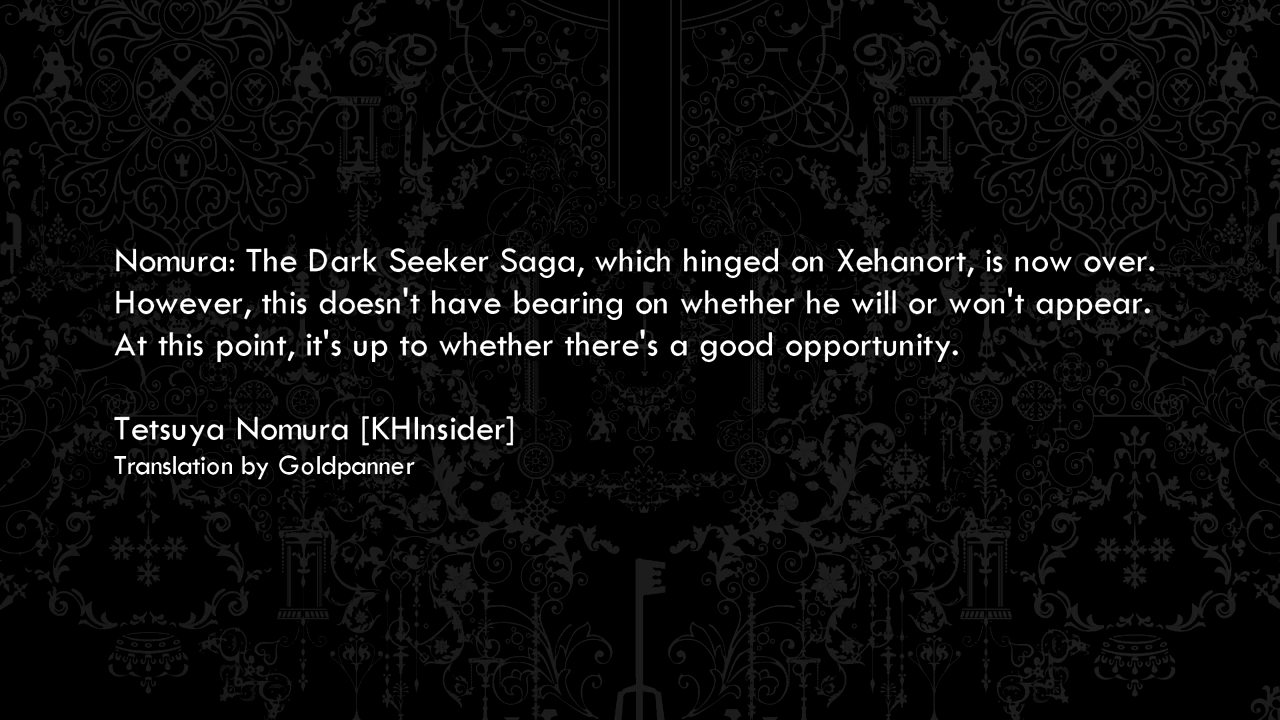 Nomura: The Dark Seeker Saga, which hinged on Xehanort, is now over.
However, this doesn't have bearing on whether he will or won't appear.
At this point, it's up to whether there's a good opportunity.
Tetsuya Nomura [KHInsider]
Translation by Goldpanner